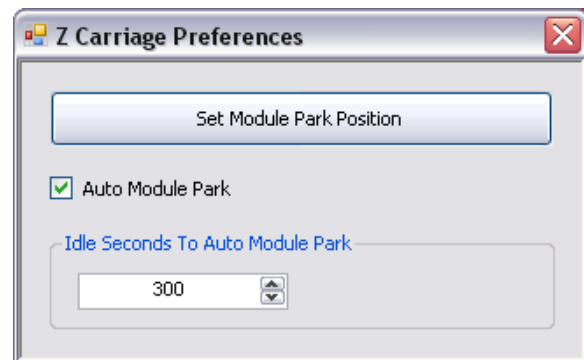 Z Carriage Preferences
Set Module Park Position
Auto Module Park
Idle Seconds To Auto Module Park
300